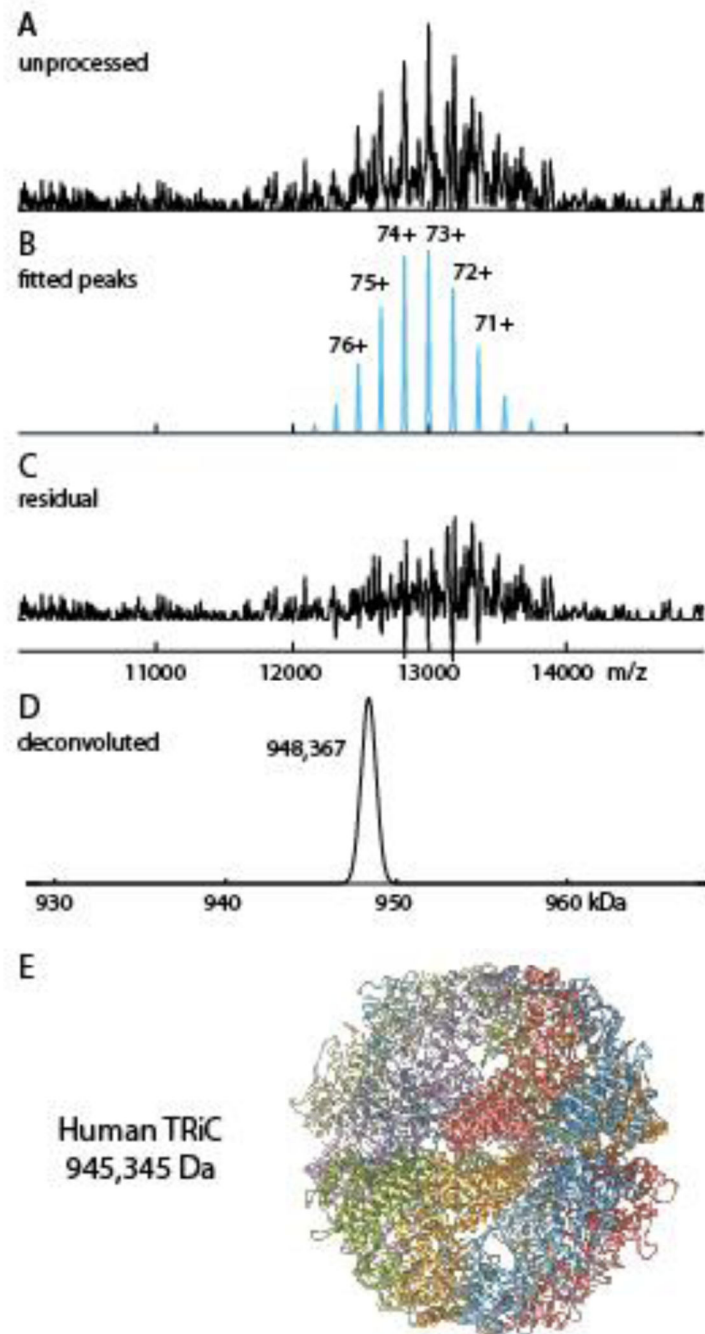 A
unprocessed
B
fitted peaks
74+ 73+
72+
75+
71+
76+
C
residual
11000 12000 13000 14000 m/z
D
deconvoluted
948,367
930 940 950 960 kDa
E
Human TRiC
945,345 Da